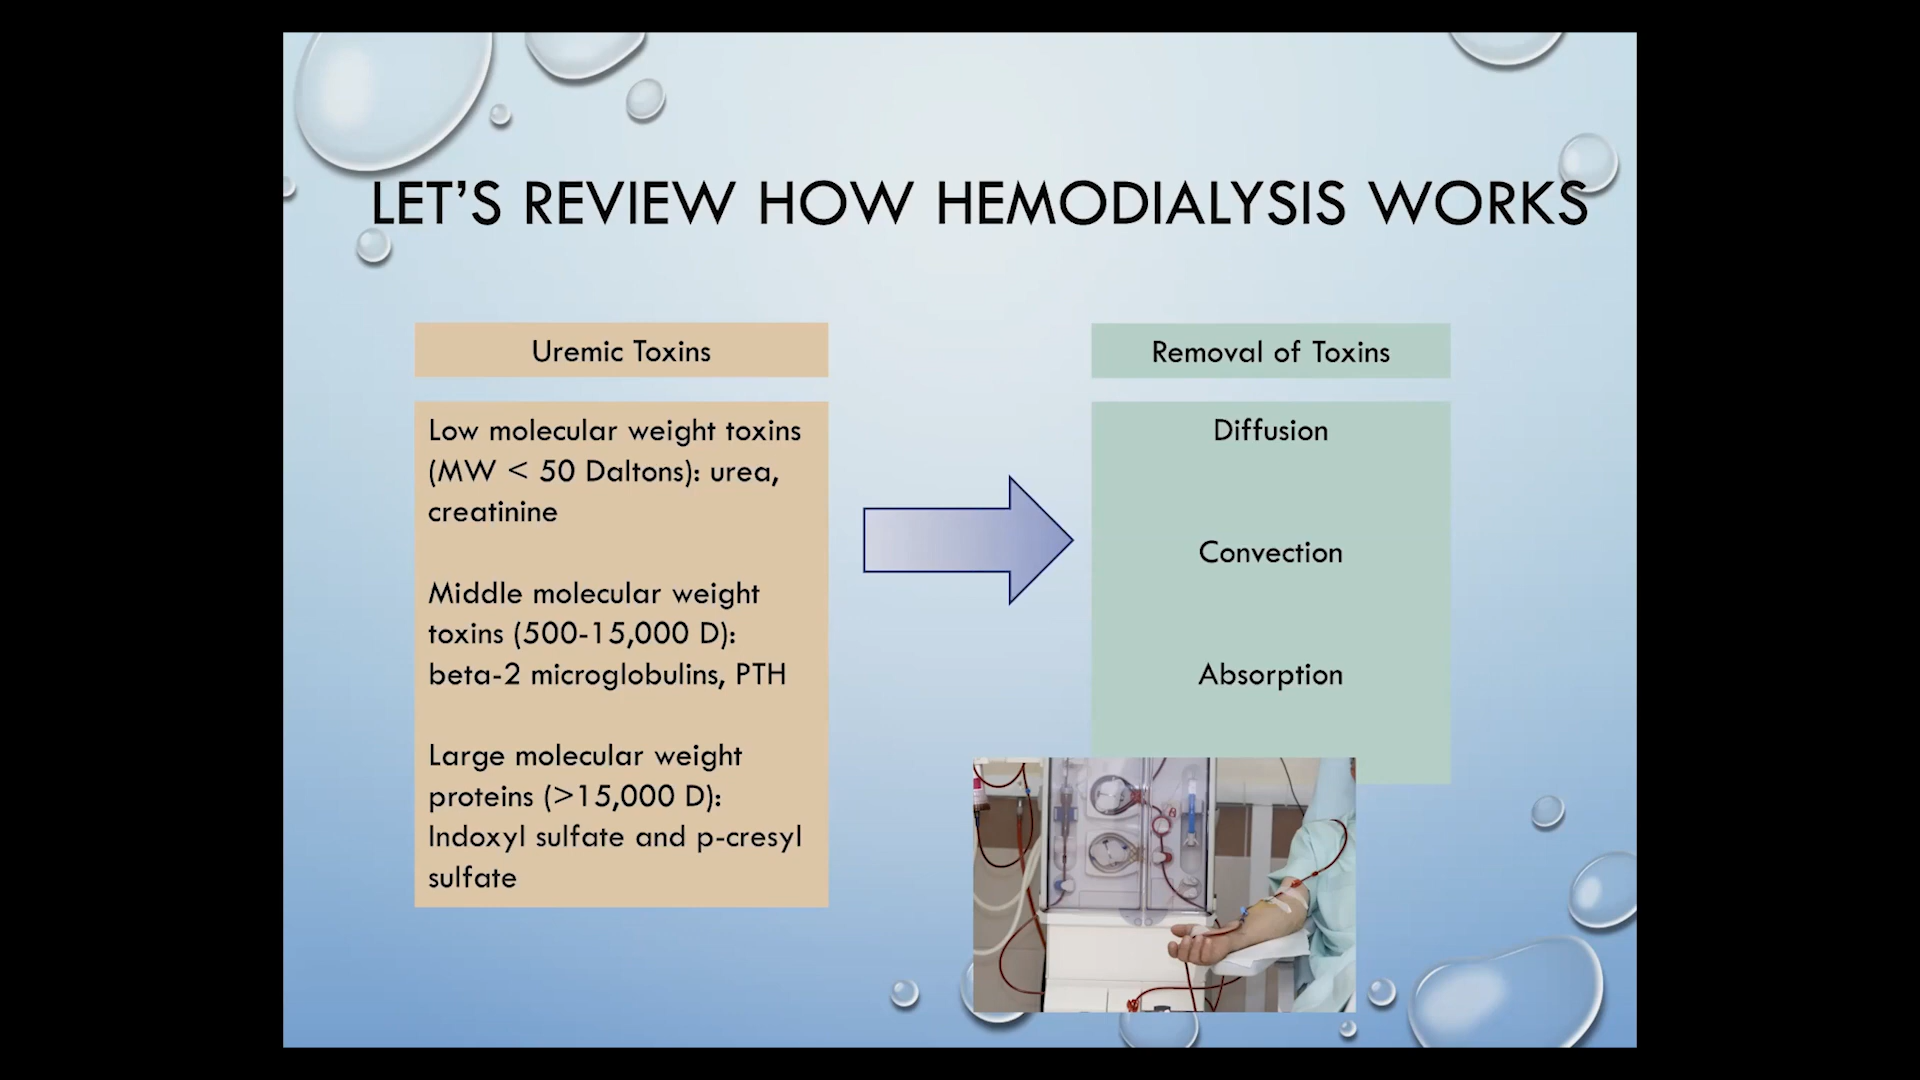 LET'S REVIEW HOW HEMODIALYSIS WORKS
Uremic Toxins
Low molecular weight toxins
(MW < 50 Daltons): urea,
creatinine
Middle molecular weight
toxins (500-15,000 D):
beta-2 microglobulins, PTH
Large molecular weight
proteins (>15,000 D):
Indoxyl sulfate and p-cresyl
sulfate
Removal of Toxins
Diffusion
Convection
Absorption